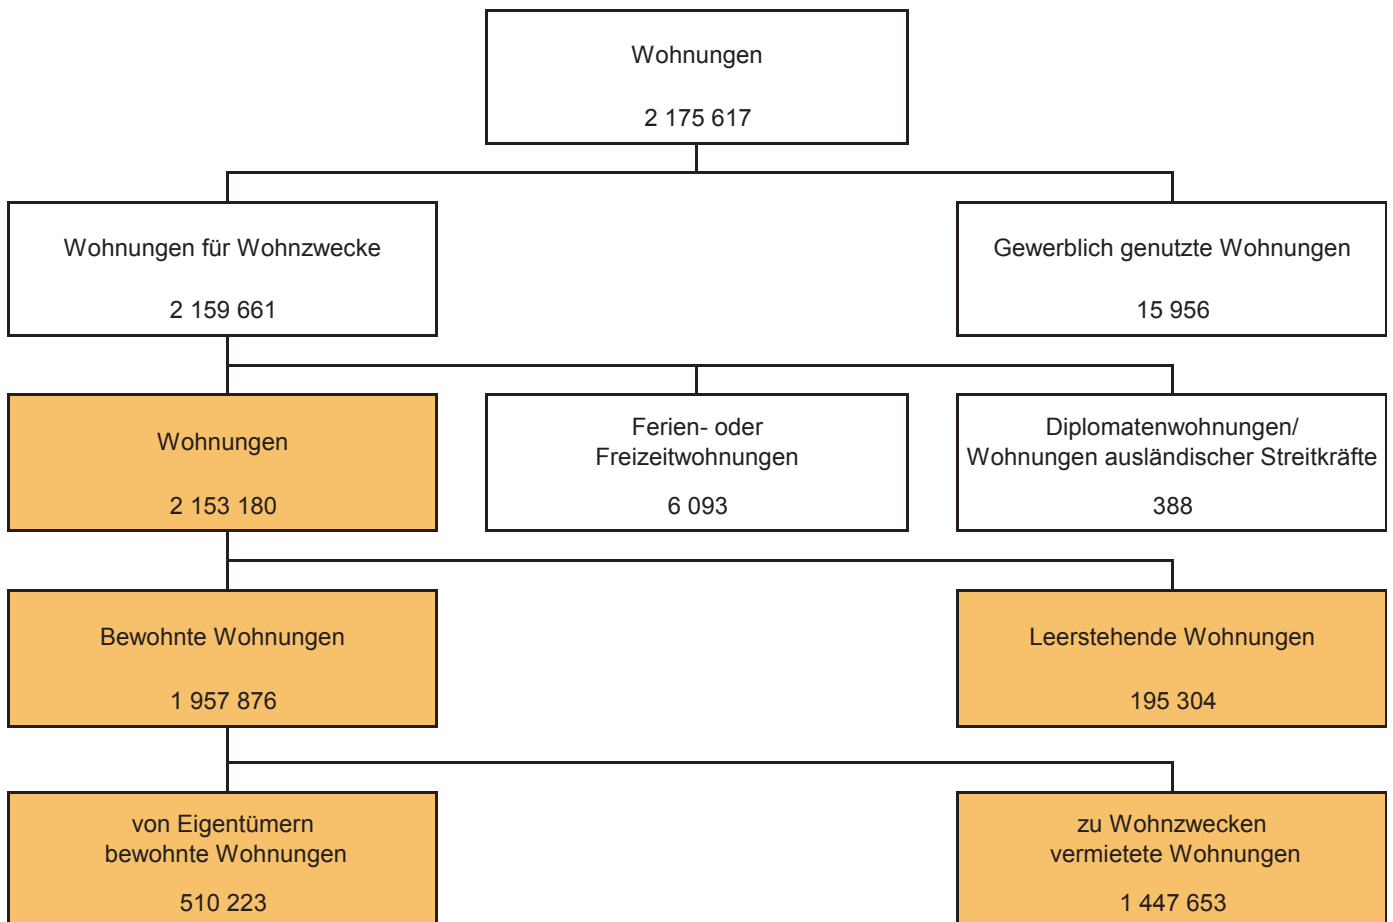 Wohnungen
2 175 617
Wohnungen für Wohnzwecke
2 159 661
Gewerblich genutzte Wohnungen
15 956
Wohnungen
2 153 180
Ferien- oder
Freizeitwohnungen
6 093
Diplomatenwohnungen/
Wohnungen ausländischer Streitkräfte
388
Bewohnte Wohnungen
1 957 876
Leerstehende Wohnungen
195 304
von Eigentümern
bewohnte Wohnungen
510 223
zu Wohnzwecken
vermietete Wohnungen
1 447 653